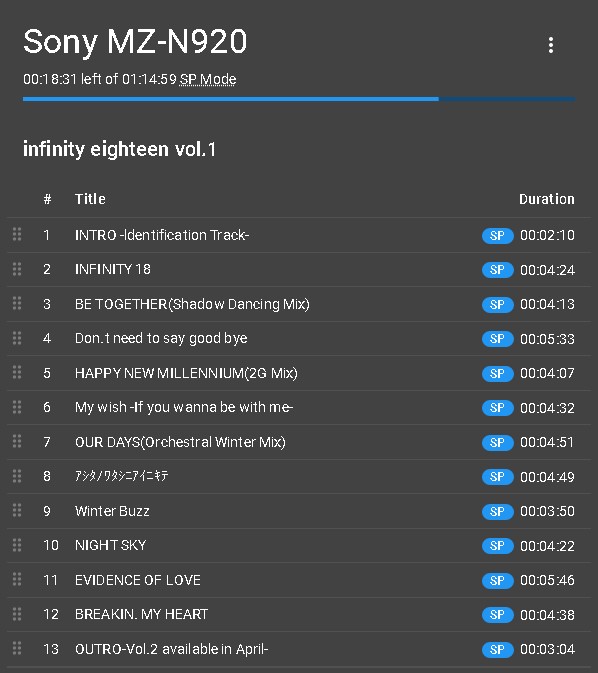 Sony MZ-N920
00:18:31 left of 01:14:59 SP Mode
infinity eighteen vol.1
# Title Duration
1 INTRO -Identification Track- SP 00:02:10
2 INFINITY 18 SP 00:04:24
3 BE TOGETHER(Shadow Dancing Mix) SP 00:04:13
4 Don.t need to say good bye SP 00:05:33
5 HAPPY NEW MILLENNIUM(2G Mix) SP 00:04:07
6 My wish -If you wanna be with me- SP 00:04:32
7 OUR DAYS(Orchestral Winter Mix) SP 00:04:51
8 アシタノワタシニアイニキテ SP 00:04:49
9 Winter Buzz SP 00:03:50
10 NIGHT SKY SP 00:04:22
11 EVIDENCE OF LOVE SP 00:05:46
12 BREAKIN. MY HEART SP 00:04:38
13 OUTRO-Vol.2 available in April- SP 00:03:04